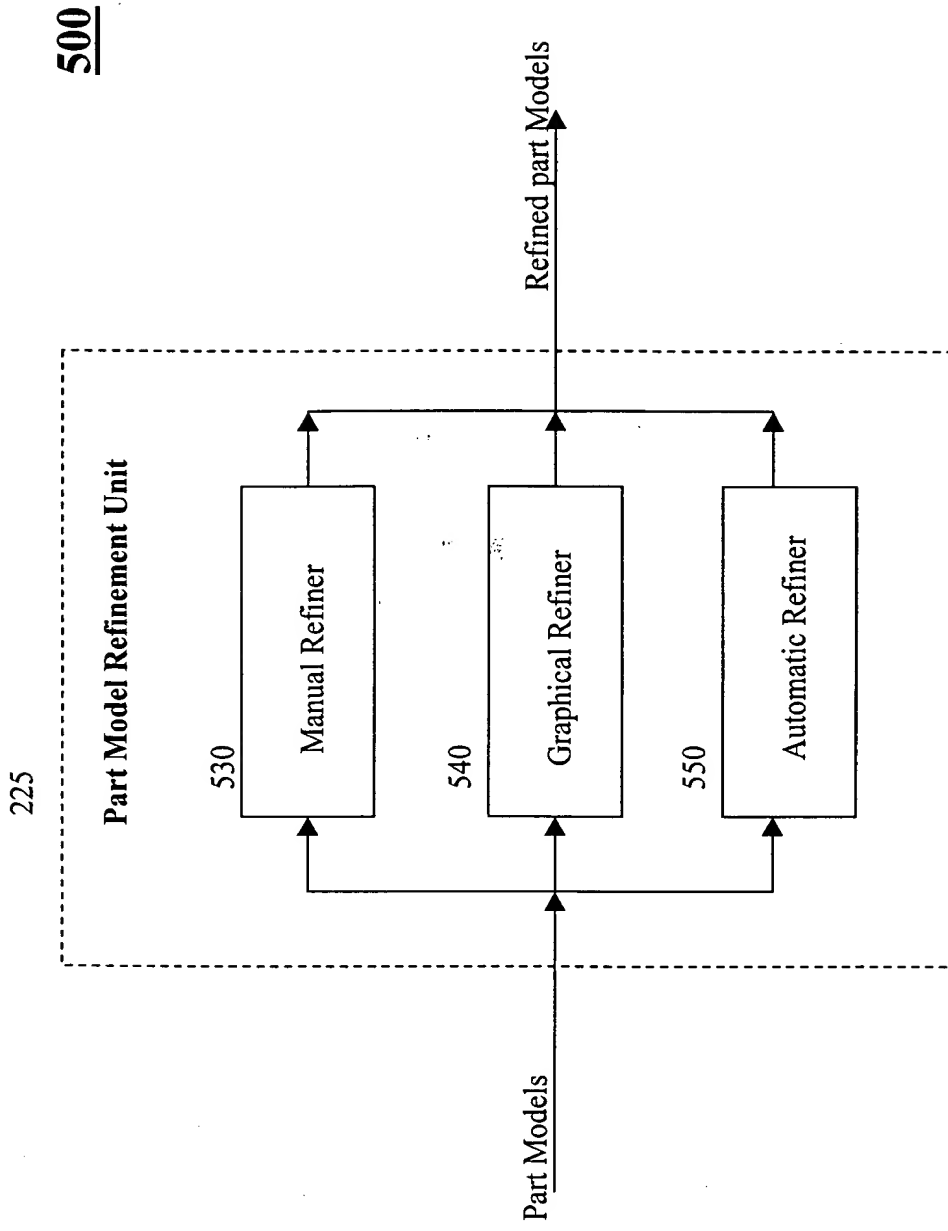 500
225
Part Model Refinement Unit
530
Manual Refiner
540
Graphical Refiner
550
Automatic Refiner
Part Models
Refined part Models